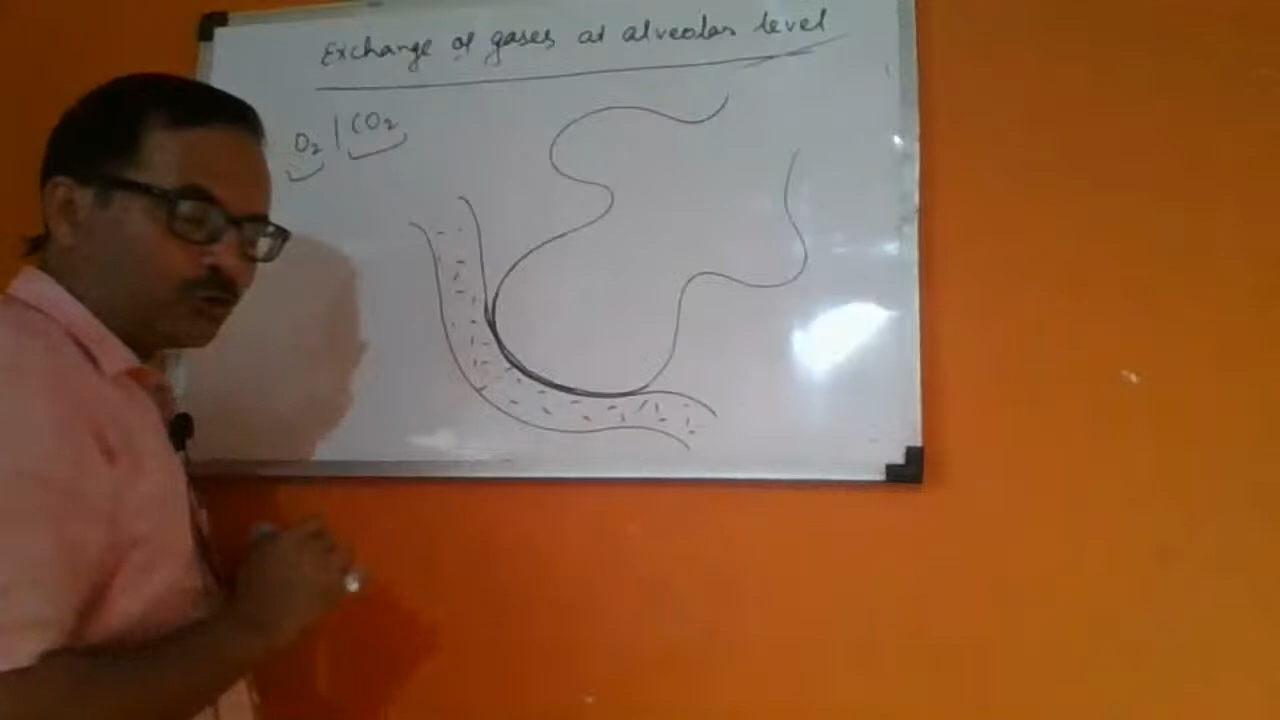 Exchange of gases at alveolar level
O₂ | CO₂